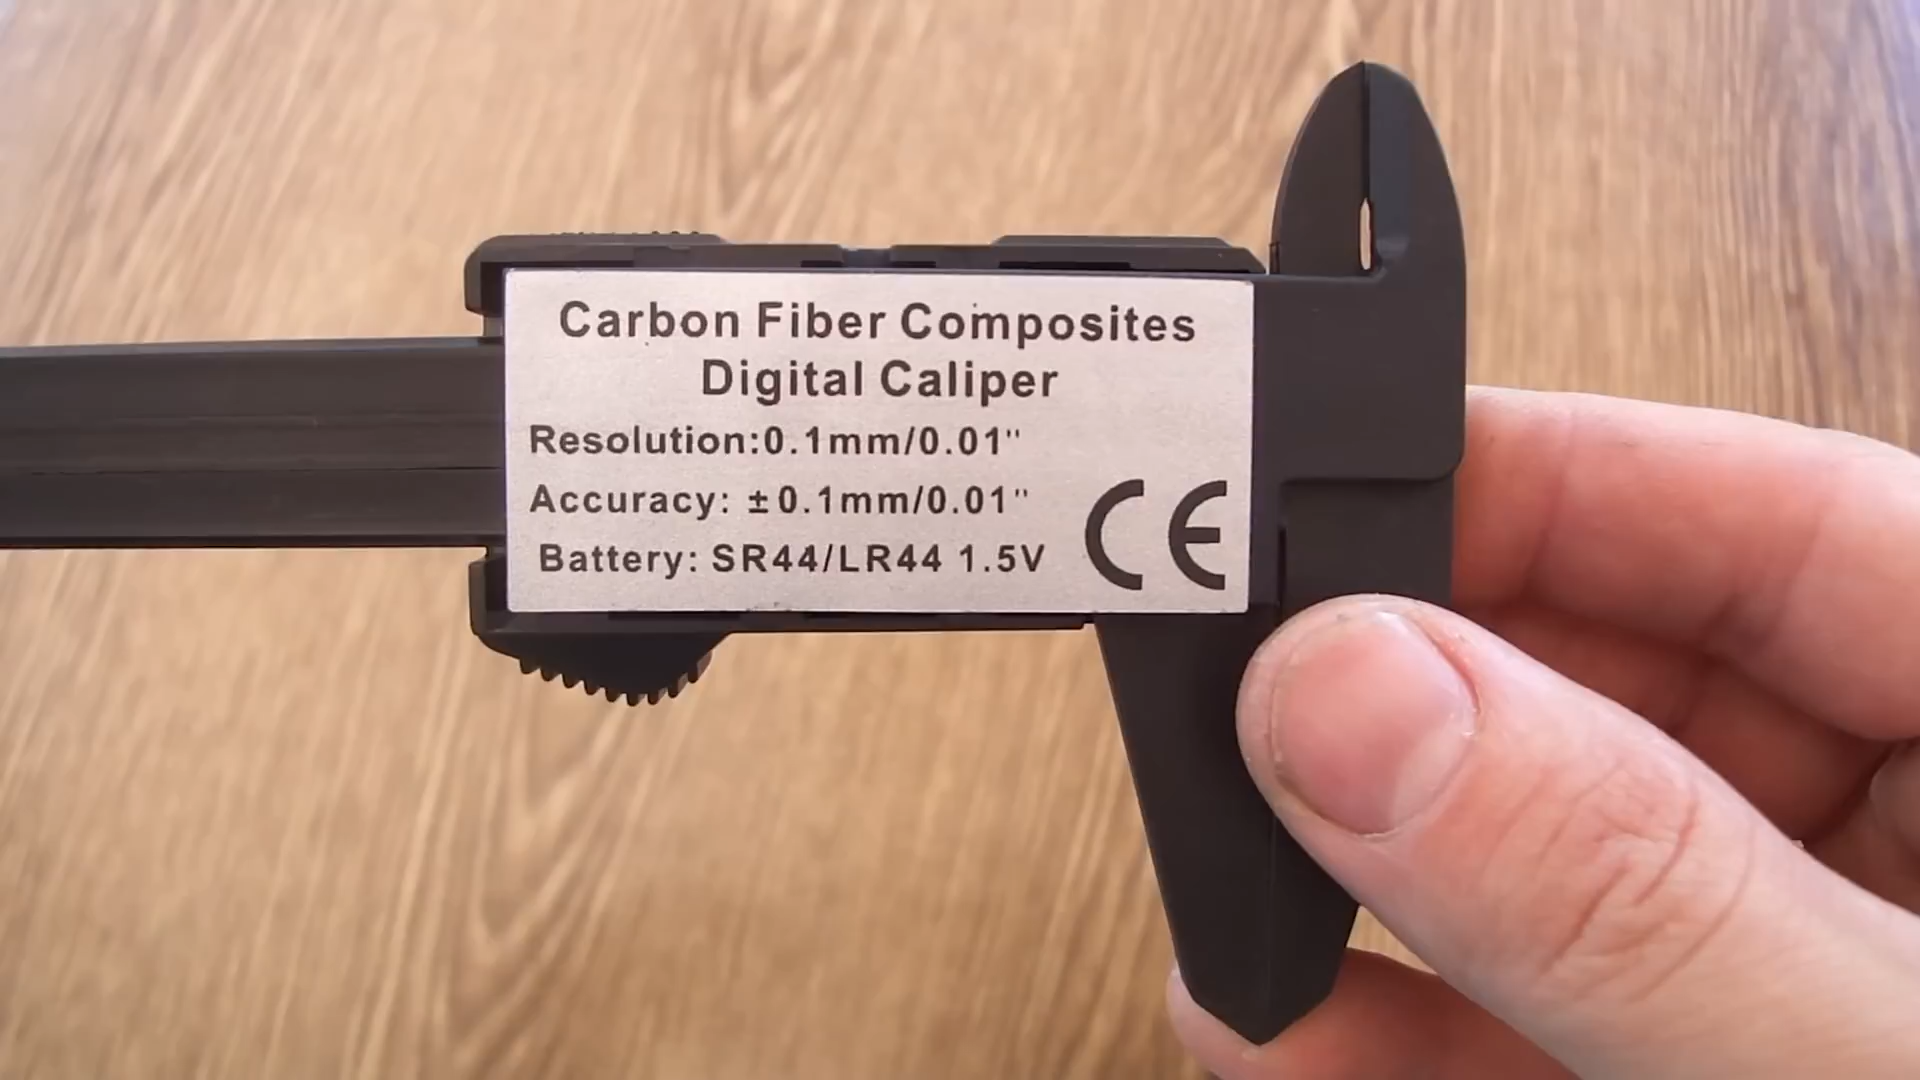 Carbon Fiber Composites
Digital Caliper
Resolution:0.1mm/0.01"
Accuracy: ±0.1mm/0.01"
Battery: SR44/LR44 1.5V
CE